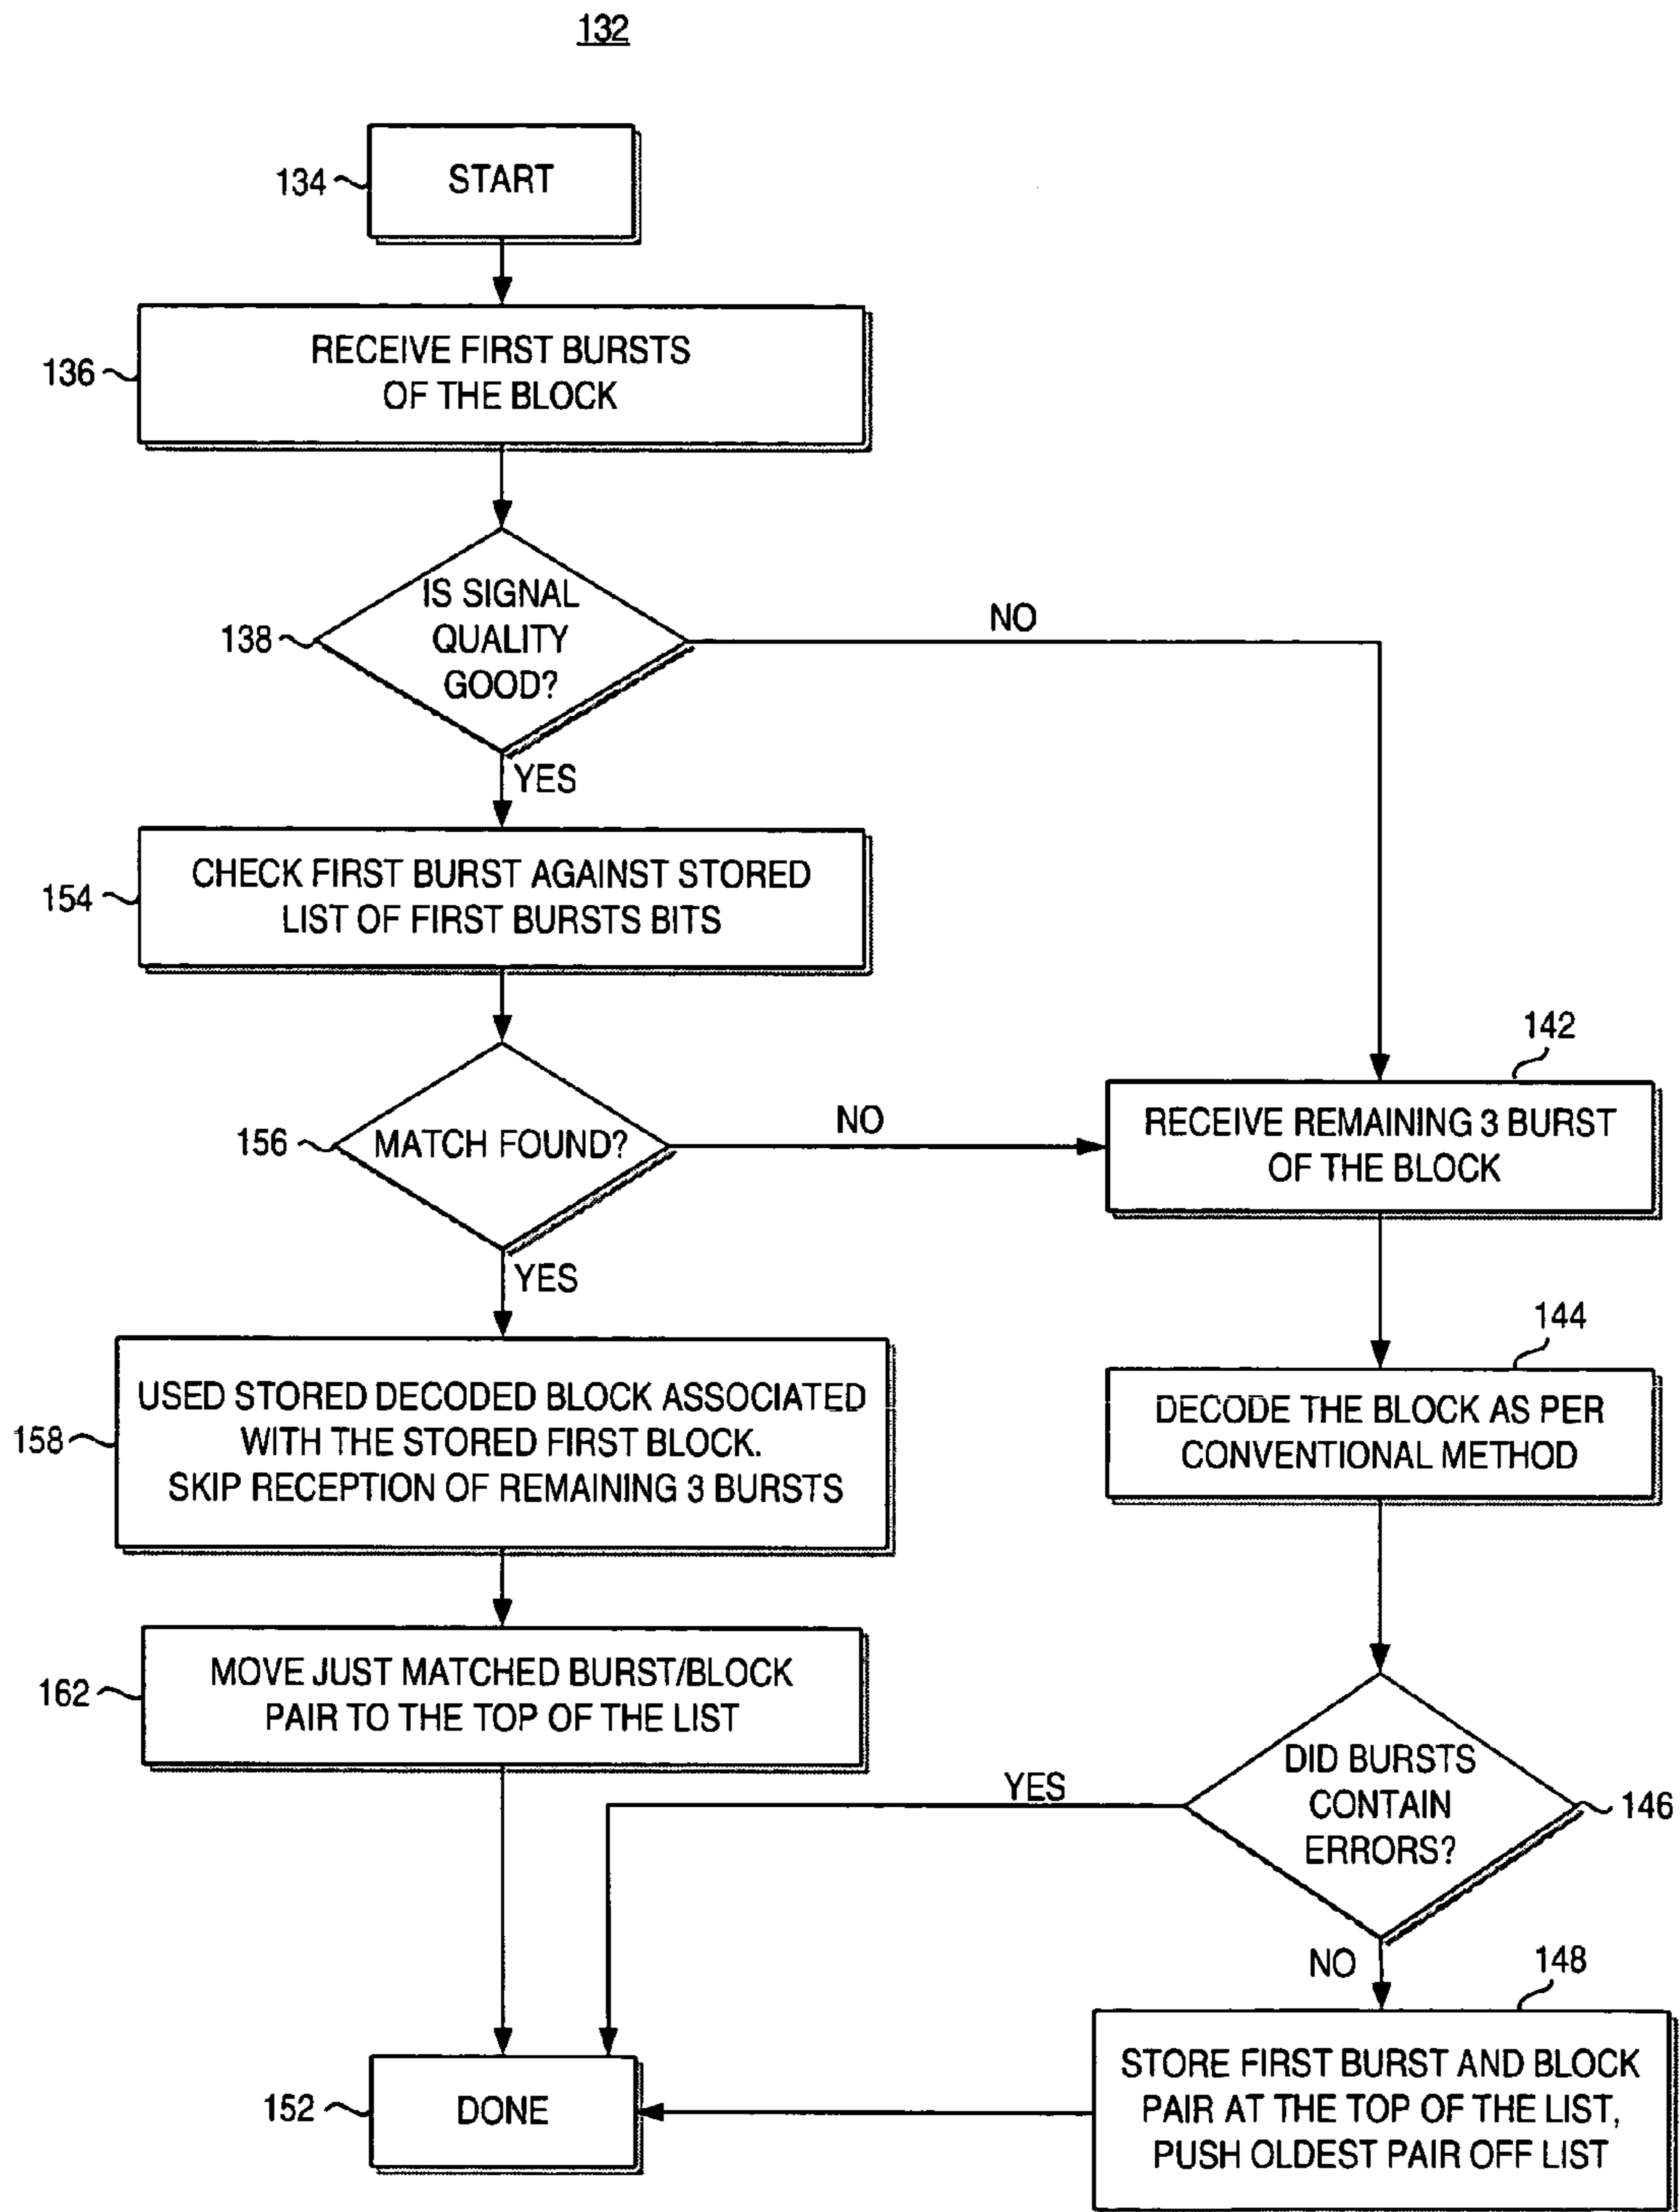 132
134
START
136
RECEIVE FIRST BURSTS
OF THE BLOCK
138
IS SIGNAL
QUALITY
GOOD?
NO
YES
154
CHECK FIRST BURST AGAINST STORED
LIST OF FIRST BURSTS BITS
156
MATCH FOUND?
NO
YES
142
RECEIVE REMAINING 3 BURST
OF THE BLOCK
144
DECODE THE BLOCK AS PER
CONVENTIONAL METHOD
158
USED STORED DECODED BLOCK ASSOCIATED
WITH THE STORED FIRST BLOCK.
SKIP RECEPTION OF REMAINING 3 BURSTS
162
MOVE JUST MATCHED BURST/BLOCK
PAIR TO THE TOP OF THE LIST
146
DID BURSTS
CONTAIN
ERRORS?
YES
NO
148
STORE FIRST BURST AND BLOCK
PAIR AT THE TOP OF THE LIST,
PUSH OLDEST PAIR OFF LIST
152
DONE